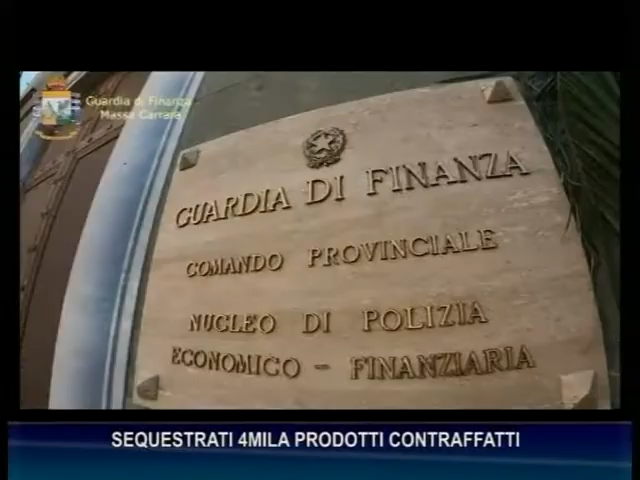 Guardia di Finanza
Massa Carrara
GUARDIA DI FINANZA
COMANDO PROVINCIALE
NUCLEO DI POLIZIA
ECONOMICO - FINANZIARIA
SEQUESTRATI 4MILA PRODOTTI CONTRAFFATTI